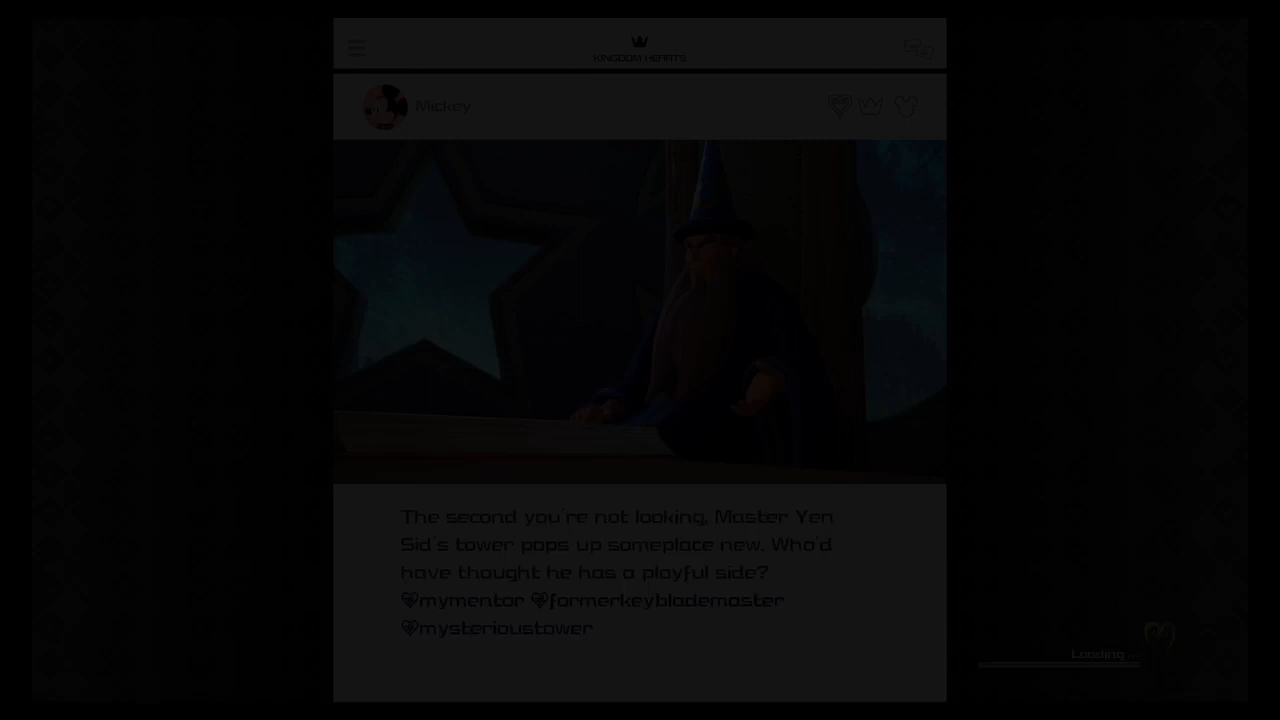 KINGDOM HEARTS
Mickey
The second you're not looking, Master Yen
Sid's tower pops up someplace new. Who'd
have thought he has a playful side?
mymentor formerkeyblademaster
mysterioustower
Loading...